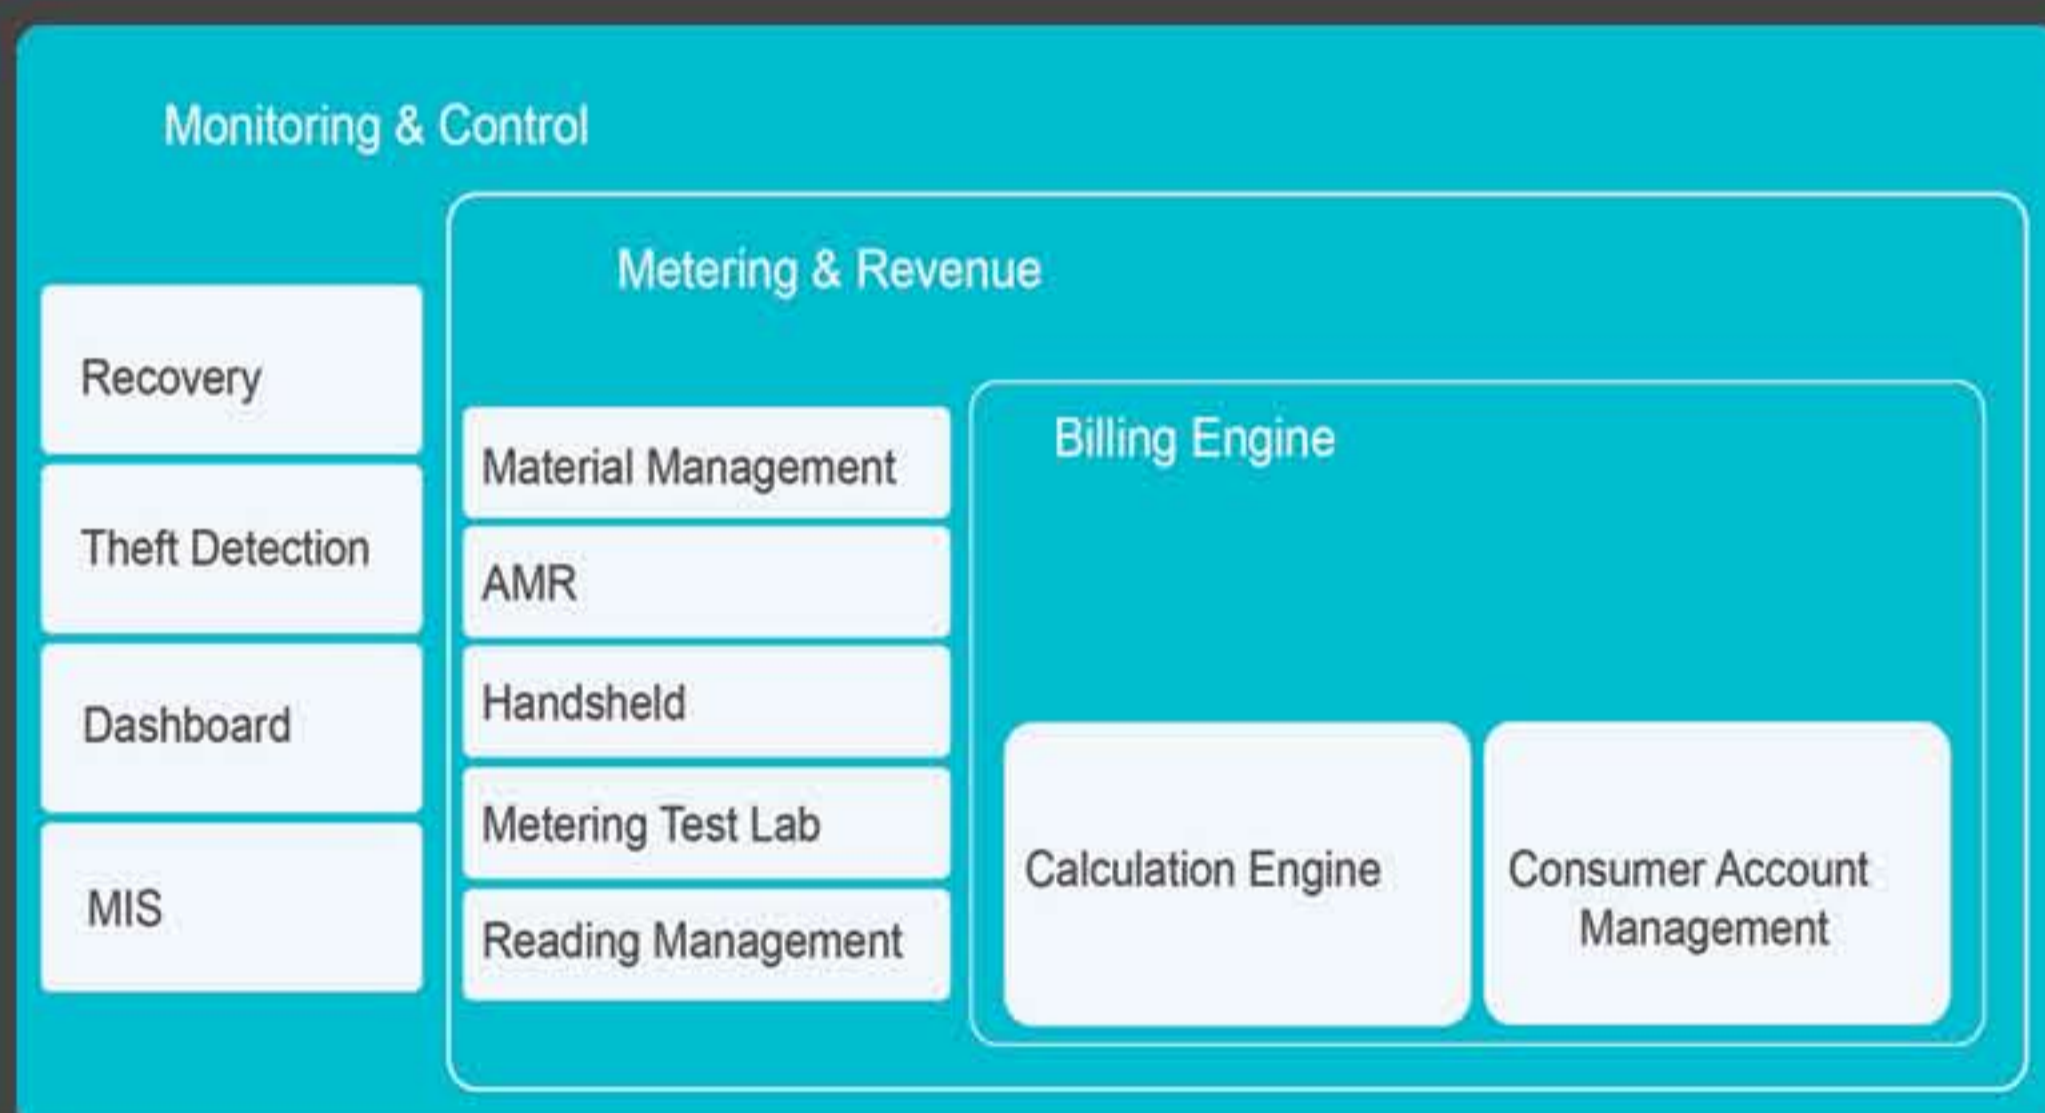 Monitoring & Control
Metering & Revenue
Recovery
Theft Detection
Dashboard
MIS
Material Management
AMR
Handsheld
Metering Test Lab
Reading Management
Billing Engine
Calculation Engine
Consumer Account
Management